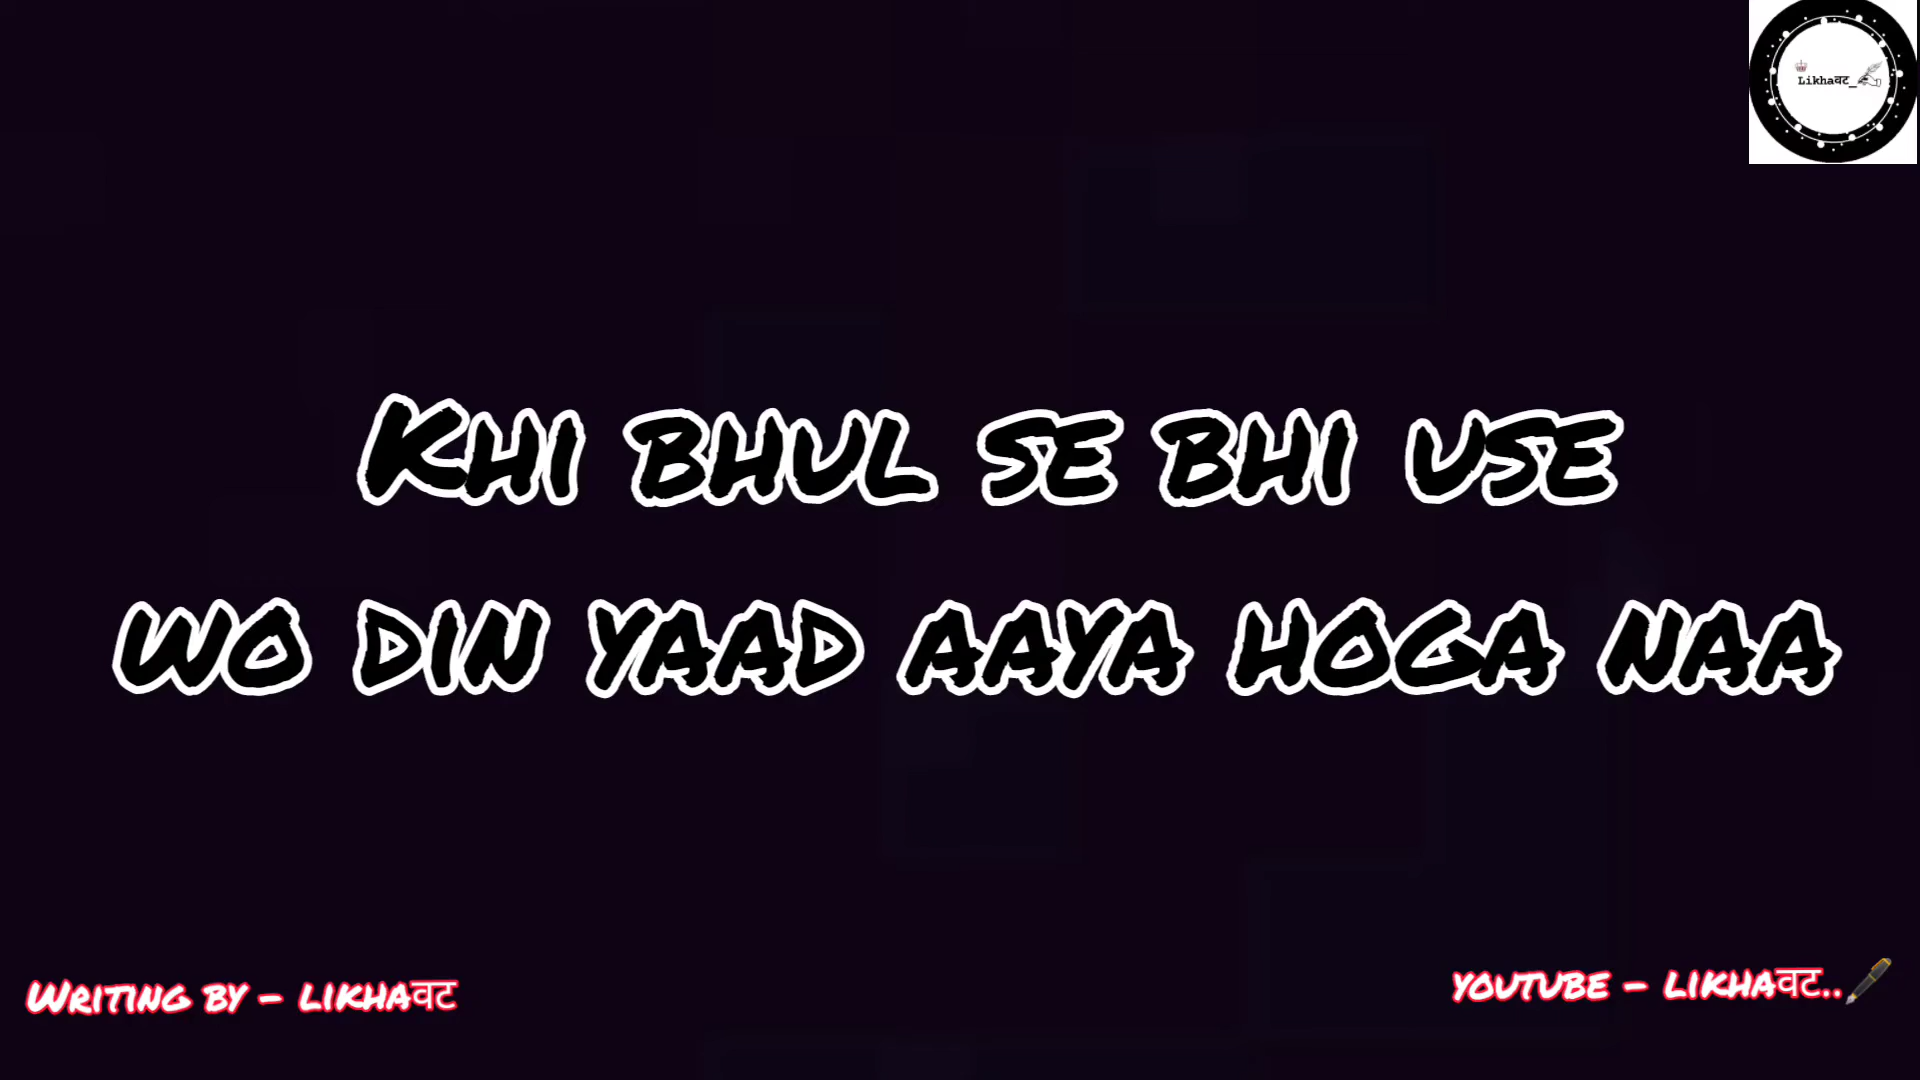 Likhaवट_
KHI BHUL SE BHI USE
WO DIN YAAD AAYA HOGA NAA
WRITING BY - LIKHAवट
YOUTUBE - LIKHAवट..